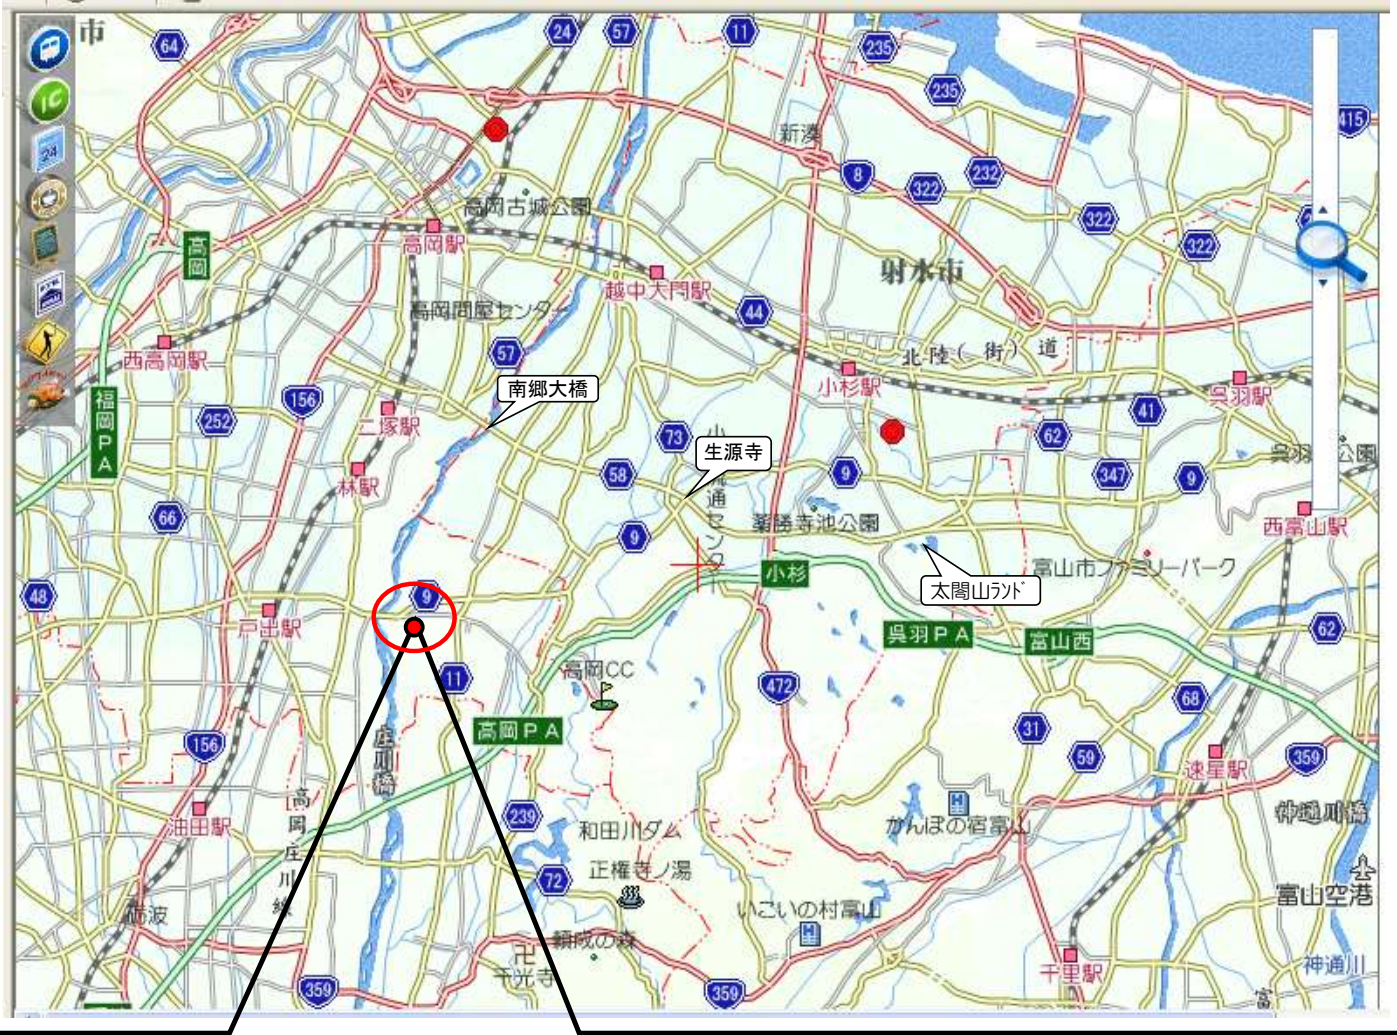 市
64
24
57
11
235
235
415
新湊
8
322
232
322
322
高岡古城公園
高岡駅
高岡
越中大門駅
射水市
高岡問屋センター
44
57
西高岡駅
北陸(街)道
小杉駅
呉羽駅
南郷大橋
156
福岡PA
252
二塚駅
73
生源寺
62
41
林駅
58
9
347
9
西富山駅
66
薬勝寺池公園
9
小杉
太閤山ランド
富山市ファミリーパーク
48
9
戸出駅
呉羽PA
富山西
62
高岡CC
11
472
68
高岡PA
庄川橋
156
31
59
速星駅
359
高岡庄川線
油田駅
239
和田川ダム
かんぽの宿富山
神通川橋
正権寺ノ湯
72
富山空港
砺波
いこいの村富山
頼成の森
千光寺
千里駅
神通川
359
359